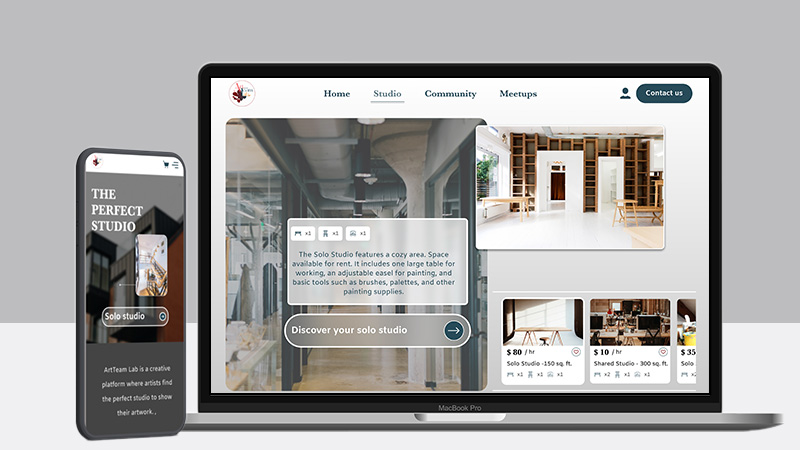 Home Studio Community Meetups Contact us
x1 x1 x1
The Solo Studio features a cozy area. Space
available for rent. It includes one large table for
working, an adjustable easel for painting, and
basic tools such as brushes, palettes, and other
painting supplies.
Discover your solo studio
$ 80 / hr
Solo Studio -150 sq. ft.
x1 x1 x1
$ 10 / hr
Shared Studio - 300 sq. ft.
x2 x2 x2
$ 35
Solo
MacBook Pro
THE
PERFECT
STUDIO
Solo studio
ArtTeam Lab is a creative
platform where artists find
the perfect studio to show
their artwork. ,